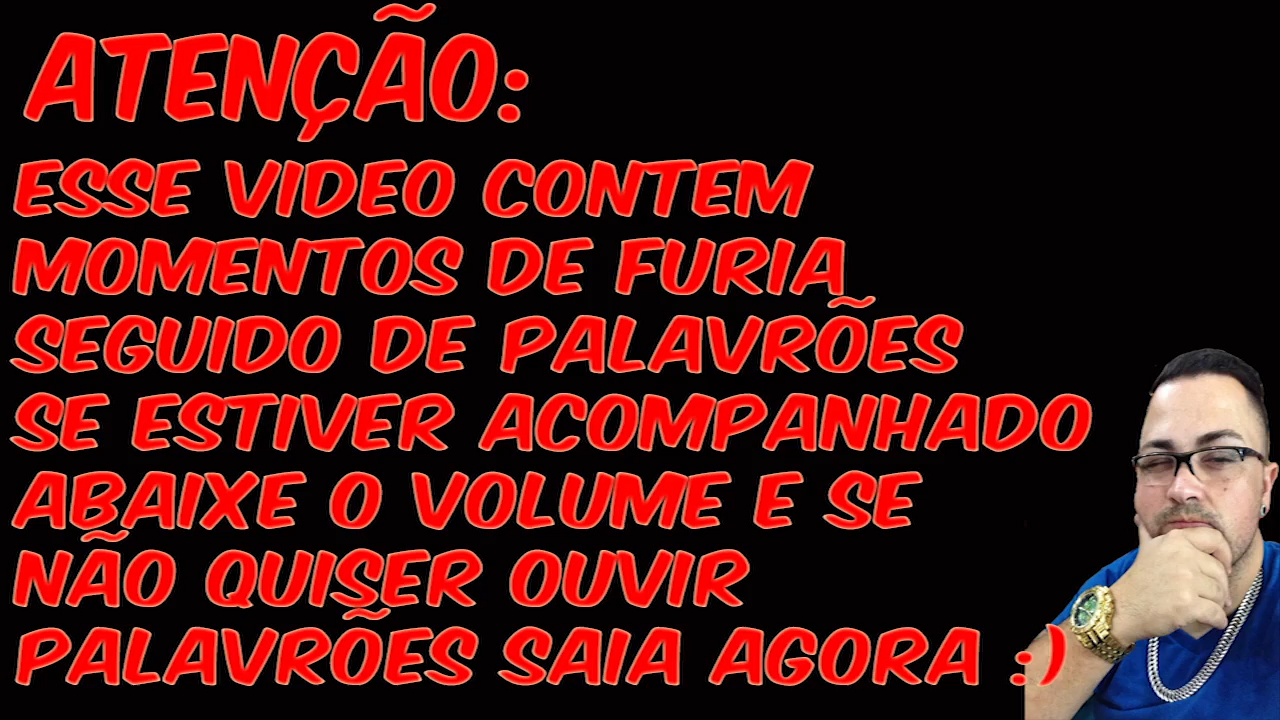 ATENÇÃO:
ESSE VIDEO CONTEM
MOMENTOS DE FURIA
SEGUIDO DE PALAVRÕES
SE ESTIVER ACOMPANHADO
ABAIXE O VOLUME E SE
NÃO QUISER OUVIR
PALAVRÕES SAIA AGORA :)